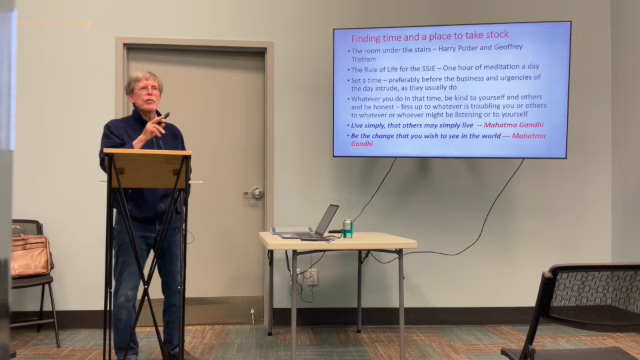 Finding time and a place to take stock
• The room under the stairs – Harry Potter and Geoffrey
Tristram
• The Rule of Life for the SSJE – One hour of meditation a day
• Set a time – preferably before the business and urgencies of
the day intrude, as they usually do
• Whatever you do in that time, be kind to yourself and others
and be honest – fess up to whatever is troubling you or others
to whatever or whoever might be listening or to yourself
• Live simply, that others may simply live -- Mahatma Gandhi
• Be the change that you wish to see in the world --- Mahatma
Gandhi